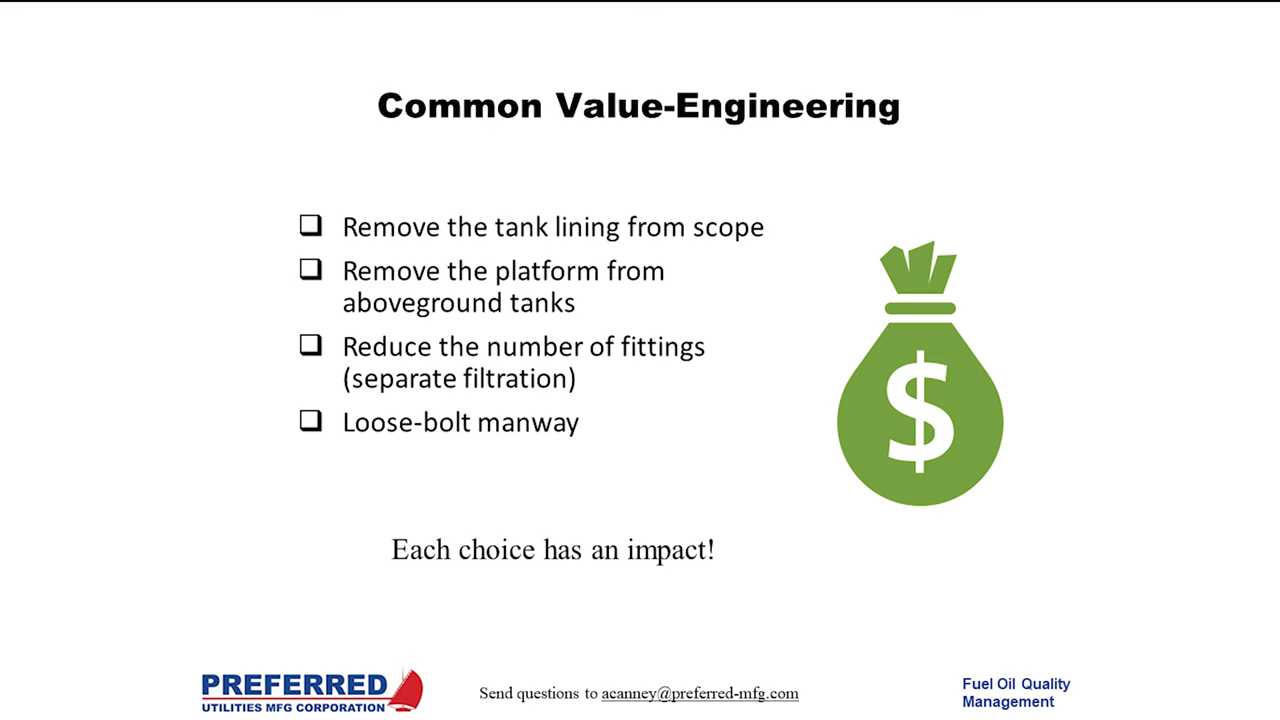 Common Value-Engineering
❑ Remove the tank lining from scope
❑ Remove the platform from
aboveground tanks
❑ Reduce the number of fittings
(separate filtration)
❑ Loose-bolt manway
$
Each choice has an impact!
PREFERRED
UTILITIES MFG CORPORATION
Send questions to acanney@preferred-mfg.com
Fuel Oil Quality
Management